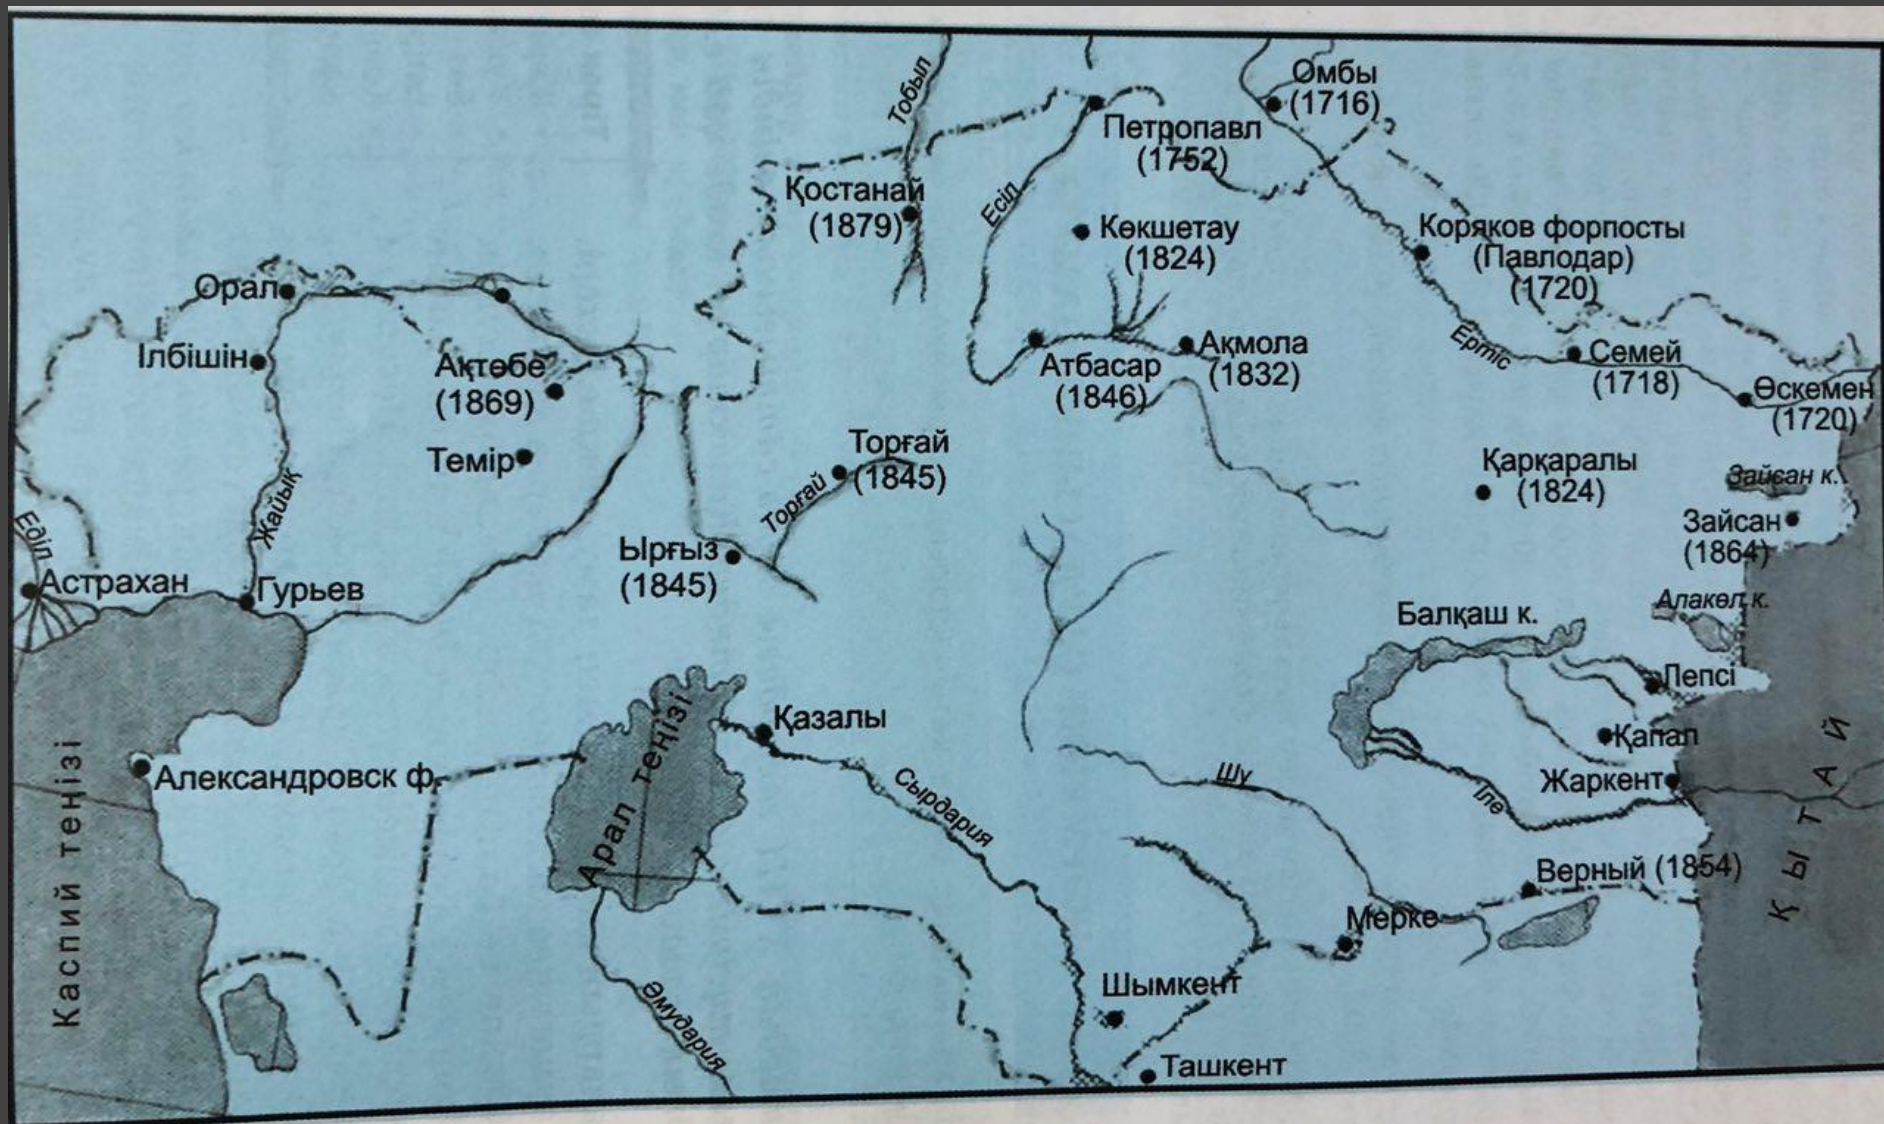 Тобыл
Омбы
(1716)
Петропавл
(1752)
Қостанай
(1879)
Есіл
Көкшетау
(1824)
Коряков форпосты
(Павлодар)
(1720)
Орал
Ілбішін
Ақтөбе
(1869)
Атбасар
(1846)
Ақмола
(1832)
Ертіс
Семей
(1718)
Өскемен
(1720)
Темір
Торғай
(1845)
Торғай
Қарқаралы
(1824)
Зайсан к.
Зайсан
(1864)
Жайық
Еділ
Астрахан
Гурьев
Ырғыз
(1845)
Балқаш к.
Алакөл к.
Лепсі
Қазалы
Қапал
Арал теңізі
Александровск ф.
Сырдария
Шу
Іле
Жаркент
ҚЫТАЙ
Каспий теңізі
Верный (1854)
Мерке
Шымкент
Әмудария
Ташкент